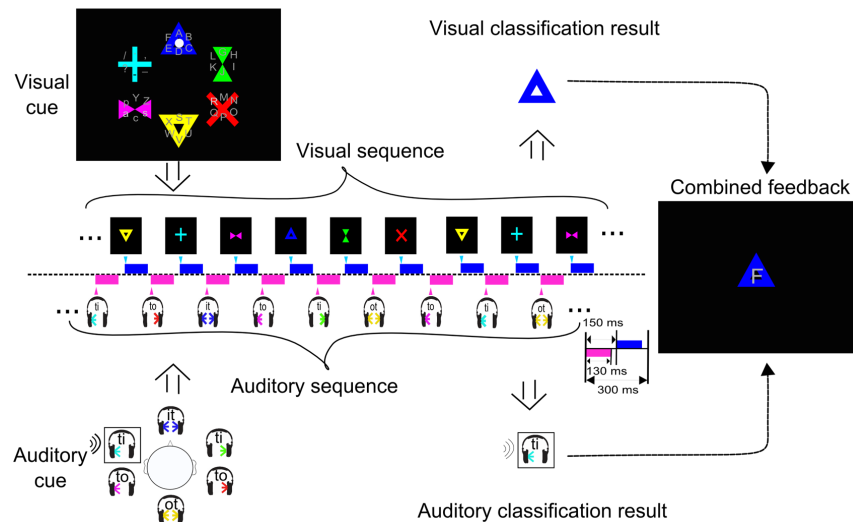 Visual cue
F A B
E D C
/ , 
? . _
L H
K I
p Y Z
a c s
X S T
W V U
R M N
Q P O
Visual classification result
Visual sequence
Combined feedback
F
...
...
...
ti
to
it
to
ti
ot
to
ti
ot
...
150 ms
130 ms
300 ms
Auditory sequence
Auditory cue
it
ti
ti
to
to
ot
ti
Auditory classification result